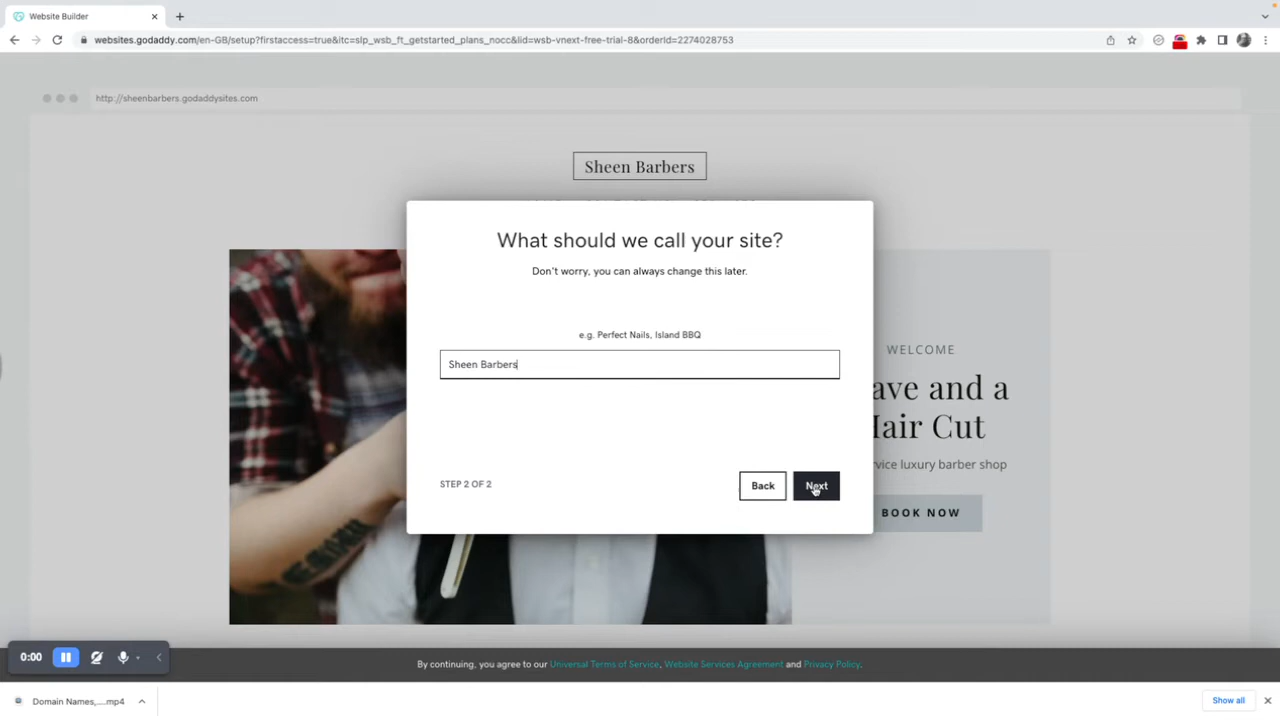 Website Builder
websites.godaddy.com/en-GB/setup?firstaccess=true&itc=slp_wsb_ft_getstarted_plans_nocc&lid=wsb-vnext-free-trial-8&orderId=2274028753
http://sheenbarbers.godaddysites.com
Sheen Barbers
What should we call your site?
Don't worry, you can always change this later.
e.g. Perfect Nails, Island BBQ
Sheen Barbers
STEP 2 OF 2
Back
Next
WELCOME
ave and a
Hair Cut
rvice luxury barber shop
BOOK NOW
0:00
By continuing, you agree to our Universal Terms of Service, Website Services Agreement and Privacy Policy.
Domain Names,....mp4
Show all